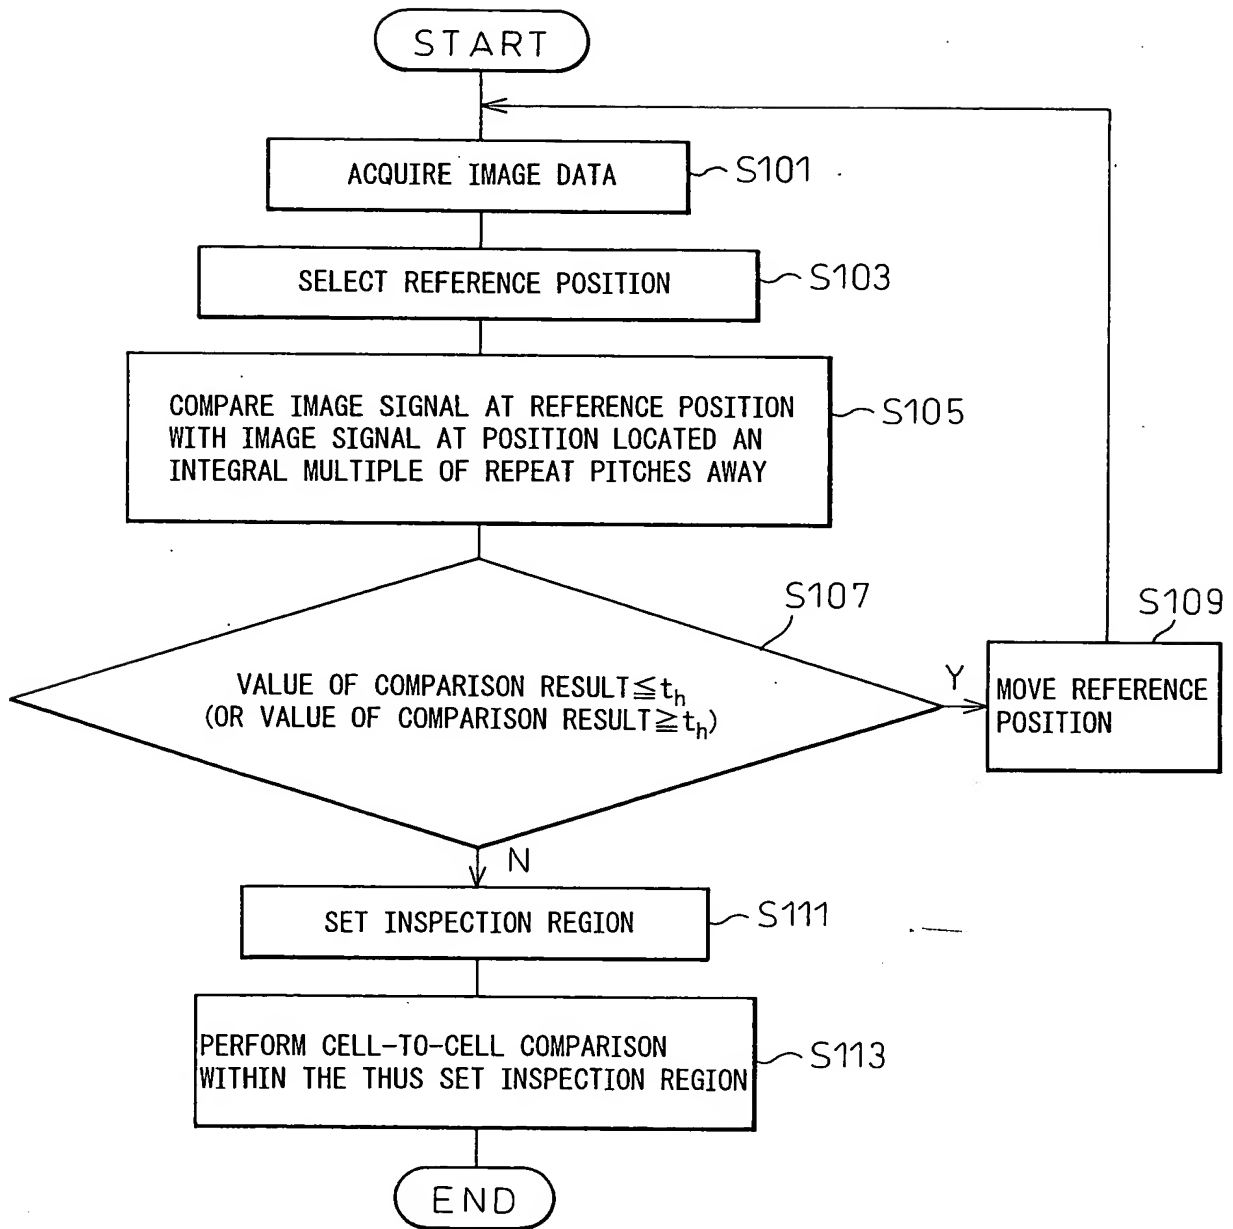 START
ACQUIRE IMAGE DATA
S101
SELECT REFERENCE POSITION
S103
COMPARE IMAGE SIGNAL AT REFERENCE POSITION
WITH IMAGE SIGNAL AT POSITION LOCATED AN
INTEGRAL MULTIPLE OF REPEAT PITCHES AWAY
S105
S107
VALUE OF COMPARISON RESULT≦th
(OR VALUE OF COMPARISON RESULT≧th)
Y
S109
MOVE REFERENCE
POSITION
N
SET INSPECTION REGION
S111
PERFORM CELL-TO-CELL COMPARISON
WITHIN THE THUS SET INSPECTION REGION
S113
END